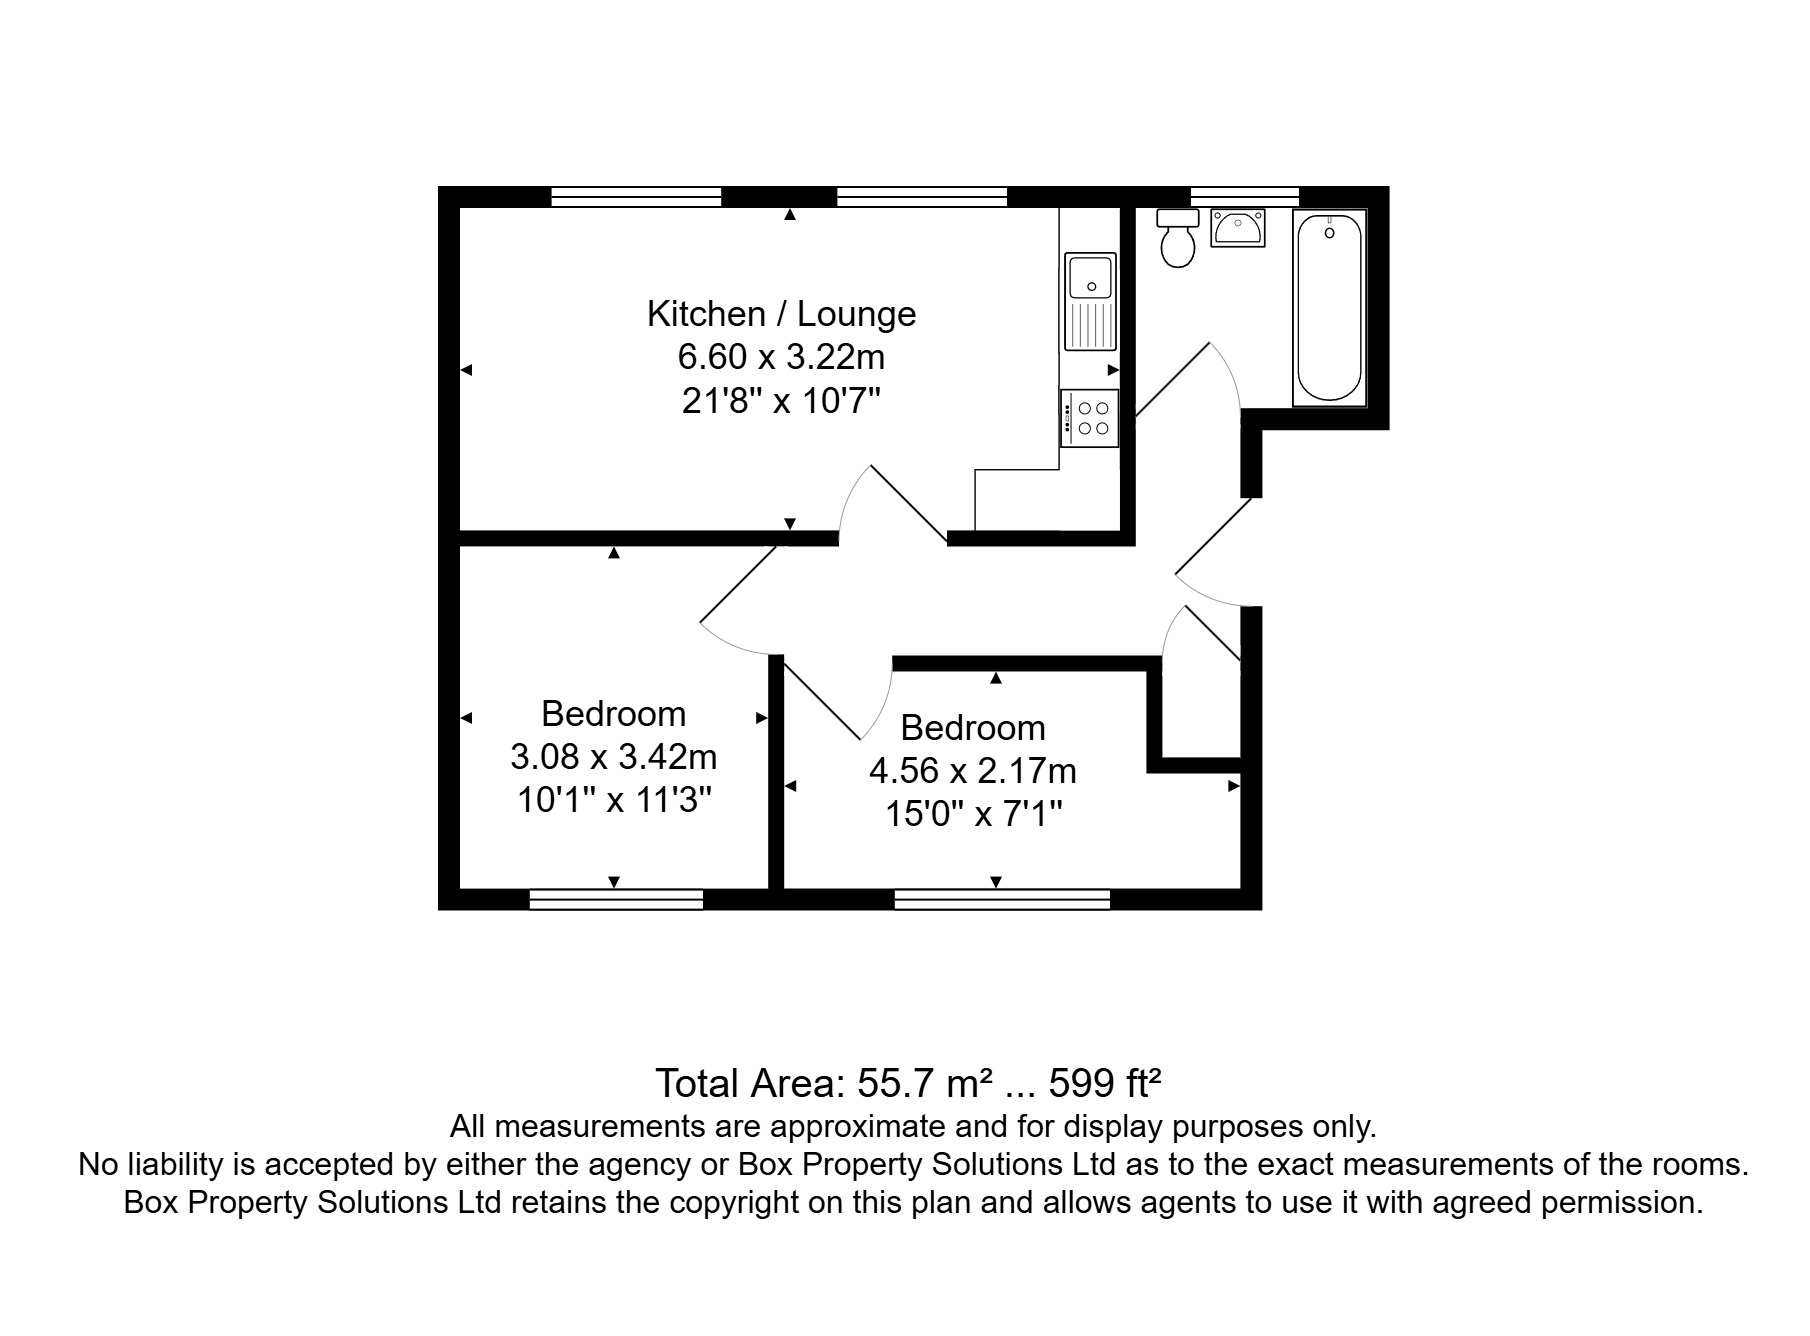 Kitchen / Lounge
6.60 x 3.22m
21'8" x 10'7"
Bedroom
3.08 x 3.42m
10'1" x 11'3"
Bedroom
4.56 x 2.17m
15'0" x 7'1"
Total Area: 55.7 m² ... 599 ft²
All measurements are approximate and for display purposes only.
No liability is accepted by either the agency or Box Property Solutions Ltd as to the exact measurements of the rooms.
Box Property Solutions Ltd retains the copyright on this plan and allows agents to use it with agreed permission.